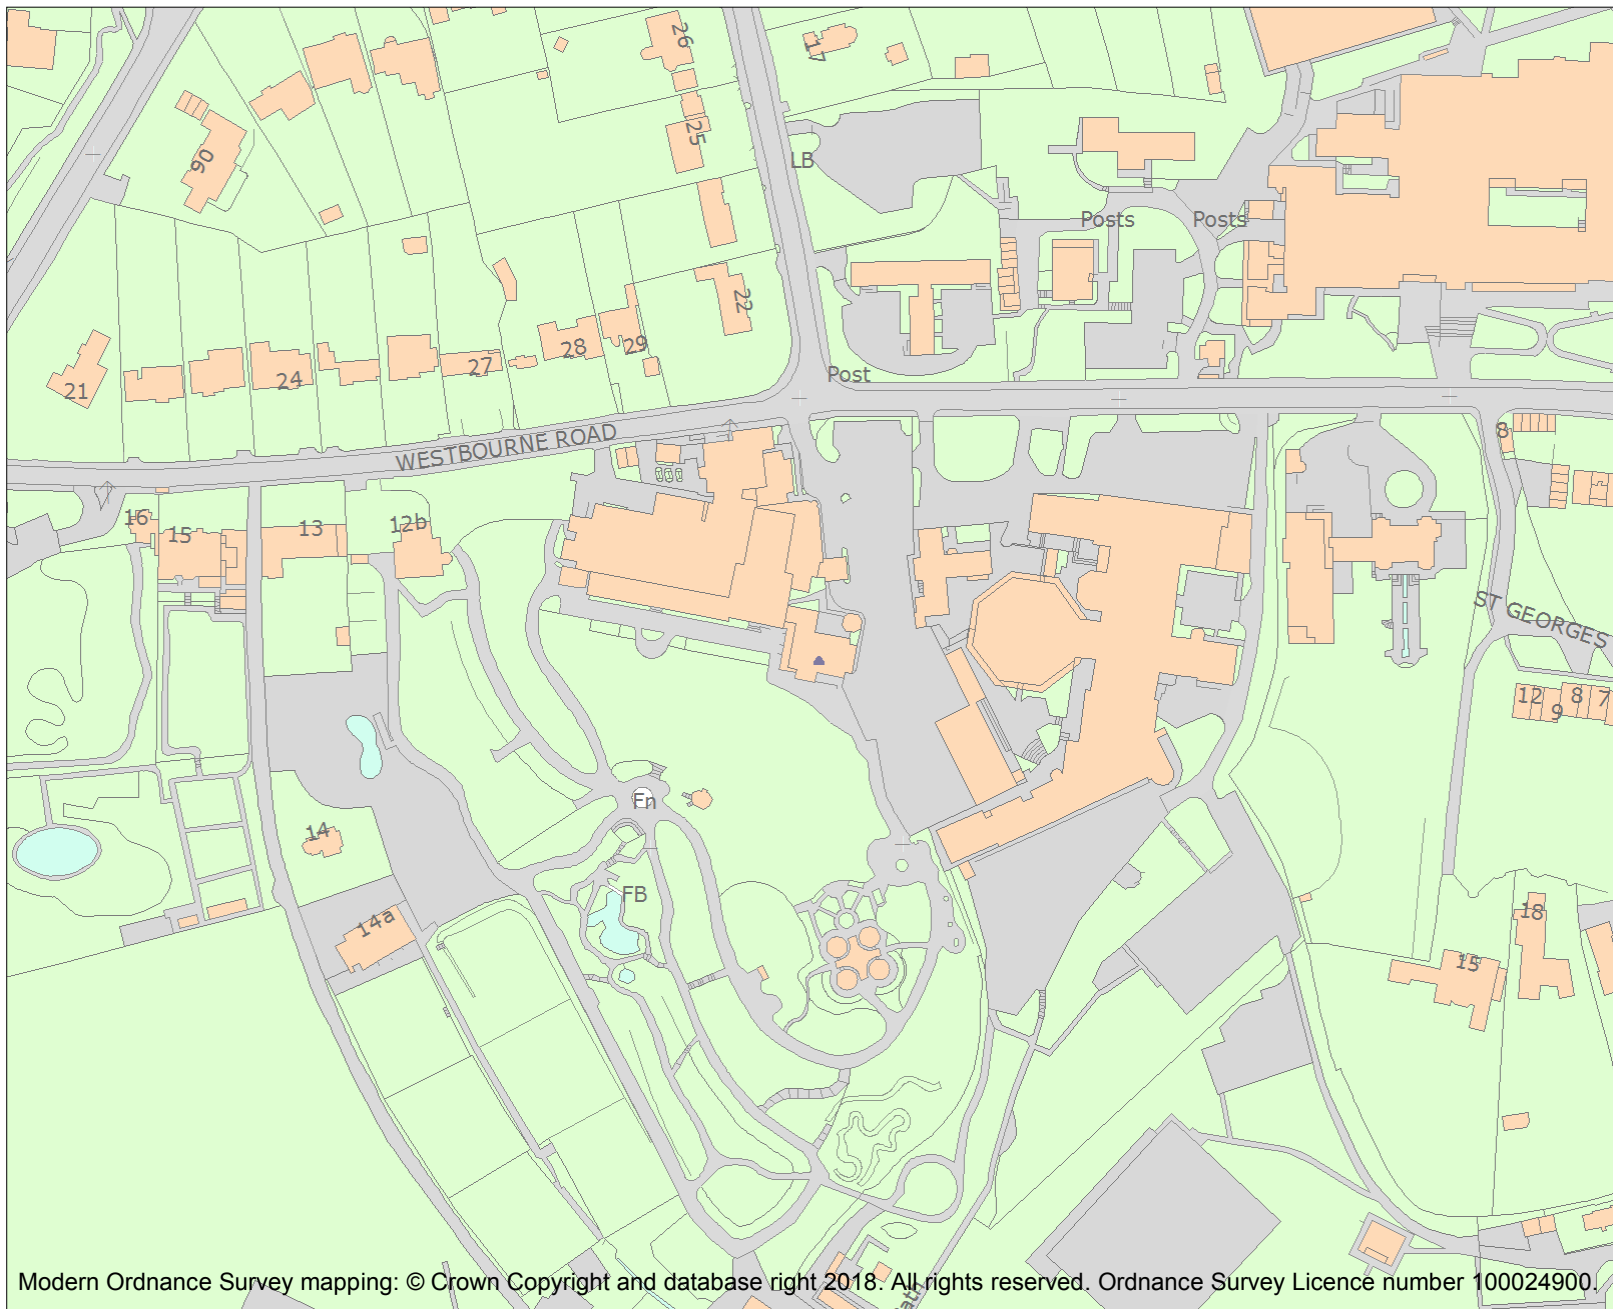 26
17
25
LB
90
Posts
Posts
22
28
29
27
24
21
Post
WESTBOURNE ROAD
8
16
15
13
12b
ST GEORGES
12
9
8
7
Fn
14
FB
14a
18
15
ath
Modern Ordnance Survey mapping: © Crown Copyright and database right 2018. All rights reserved. Ordnance Survey Licence number 100024900.